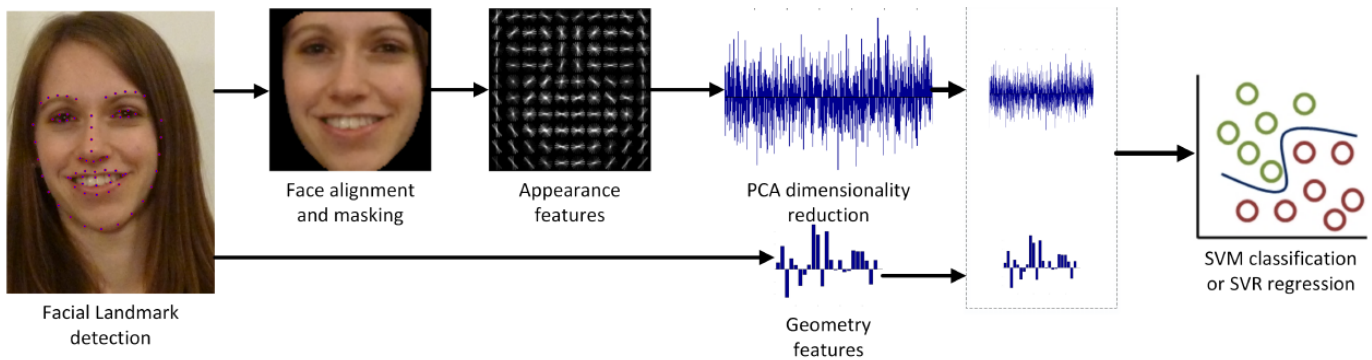 Face alignment
and masking
Appearance
features
PCA dimensionality
reduction
SVM classification
or SVR regression
Facial Landmark
detection
Geometry
features